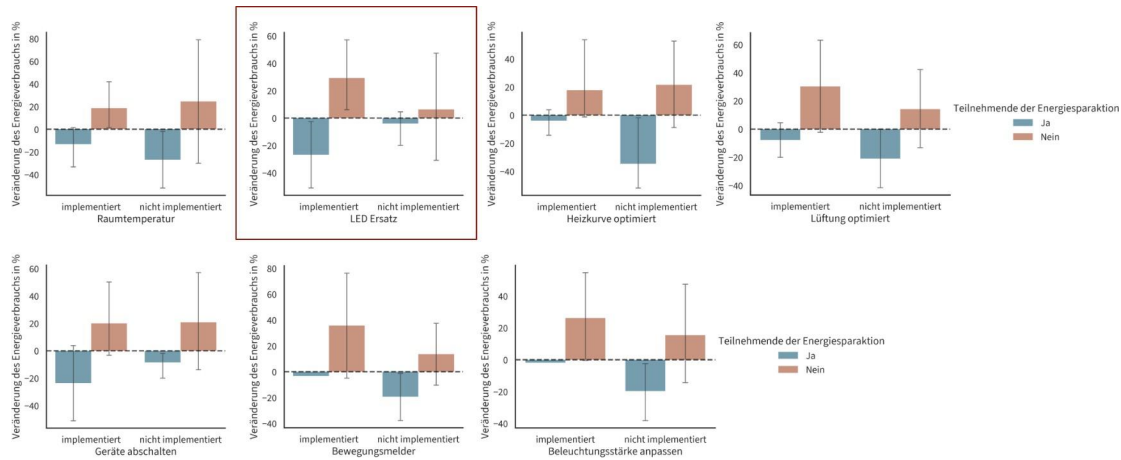 Veränderung des Energieverbrauchs in %
80
60
40
20
0
−20
−40
implementiert
nicht implementiert
Raumtemperatur
Veränderung des Energieverbrauchs in %
60
40
20
0
−20
−40
implementiert
nicht implementiert
LED Ersatz
Veränderung des Energieverbrauchs in %
40
20
0
−20
−40
implementiert
nicht implementiert
Heizkurve optimiert
Veränderung des Energieverbrauchs in %
60
40
20
0
−20
−40
implementiert
nicht implementiert
Lüftung optimiert
Teilnehmende der Energiesparaktion
Ja
Nein
Veränderung des Energieverbrauchs in %
60
40
20
0
−20
−40
implementiert
nicht implementiert
Geräte abschalten
Veränderung des Energieverbrauchs in %
80
60
40
20
0
−20
−40
implementiert
nicht implementiert
Bewegungsmelder
Veränderung des Energieverbrauchs in %
60
40
20
0
−20
−40
implementiert
nicht implementiert
Beleuchtungsstärke anpassen
Teilnehmende der Energiesparaktion
Ja
Nein